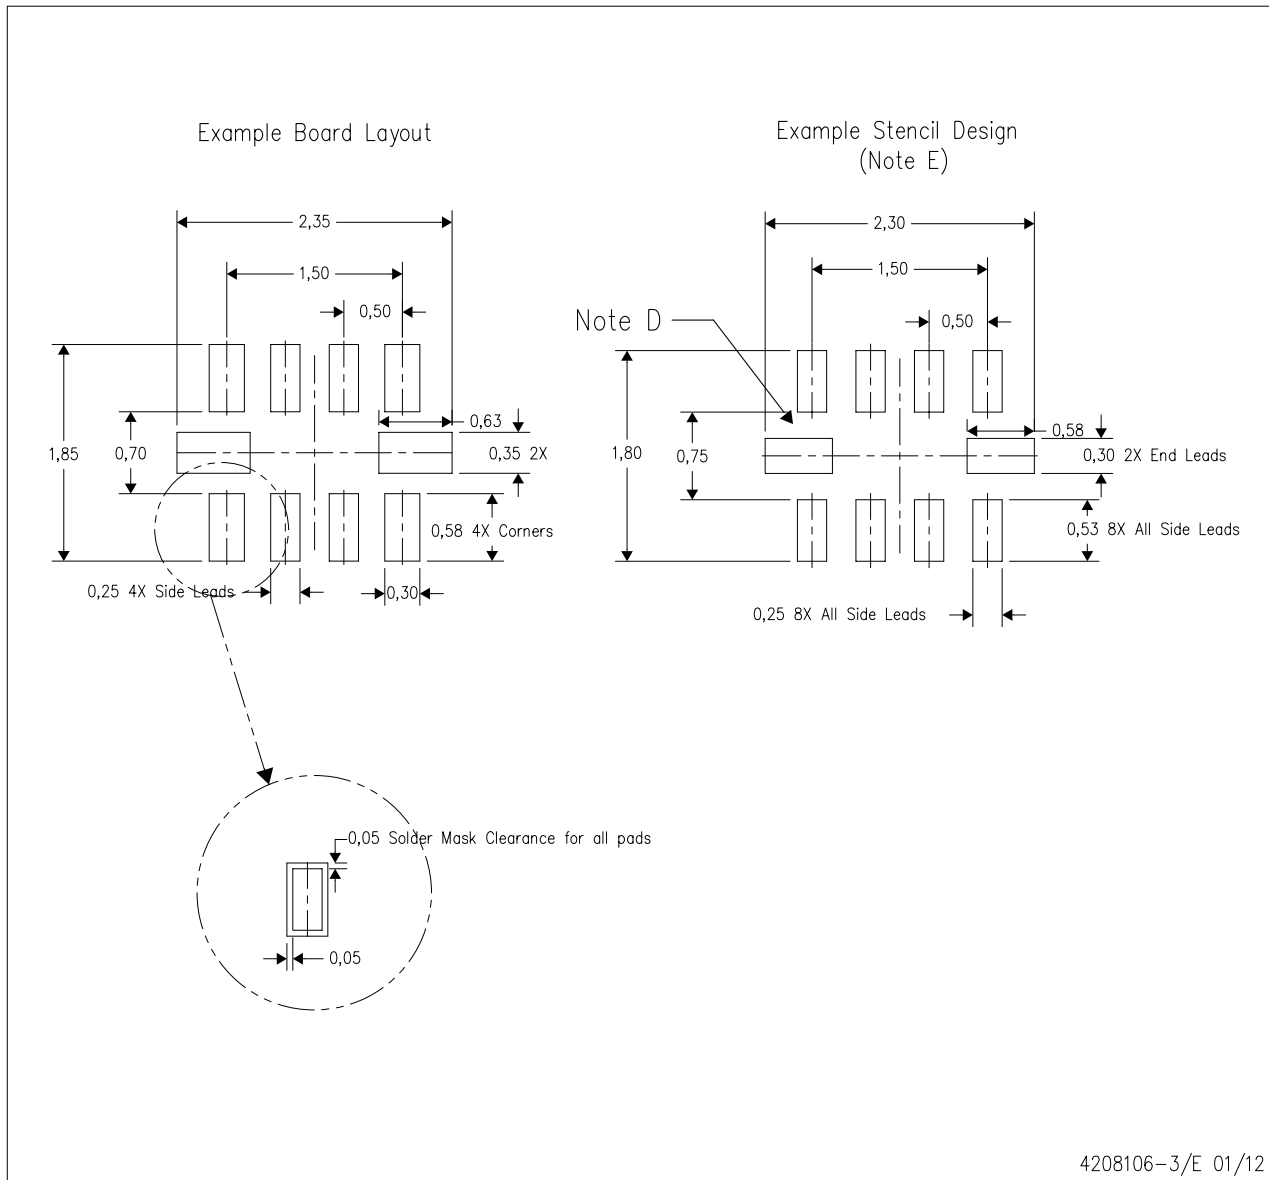 Example Board Layout
2,35
1,50
0,50
0,63
1,85
0,70
0,35 2X
0,58 4X Corners
0,25 4X Side Leads
0,30
0,05 Solder Mask Clearance for all pads
0,05
Example Stencil Design
(Note E)
2,30
1,50
0,50
Note D
0,58
1,80
0,75
0,30 2X End Leads
0,53 8X All Side Leads
0,25 8X All Side Leads
4208106-3/E 01/12